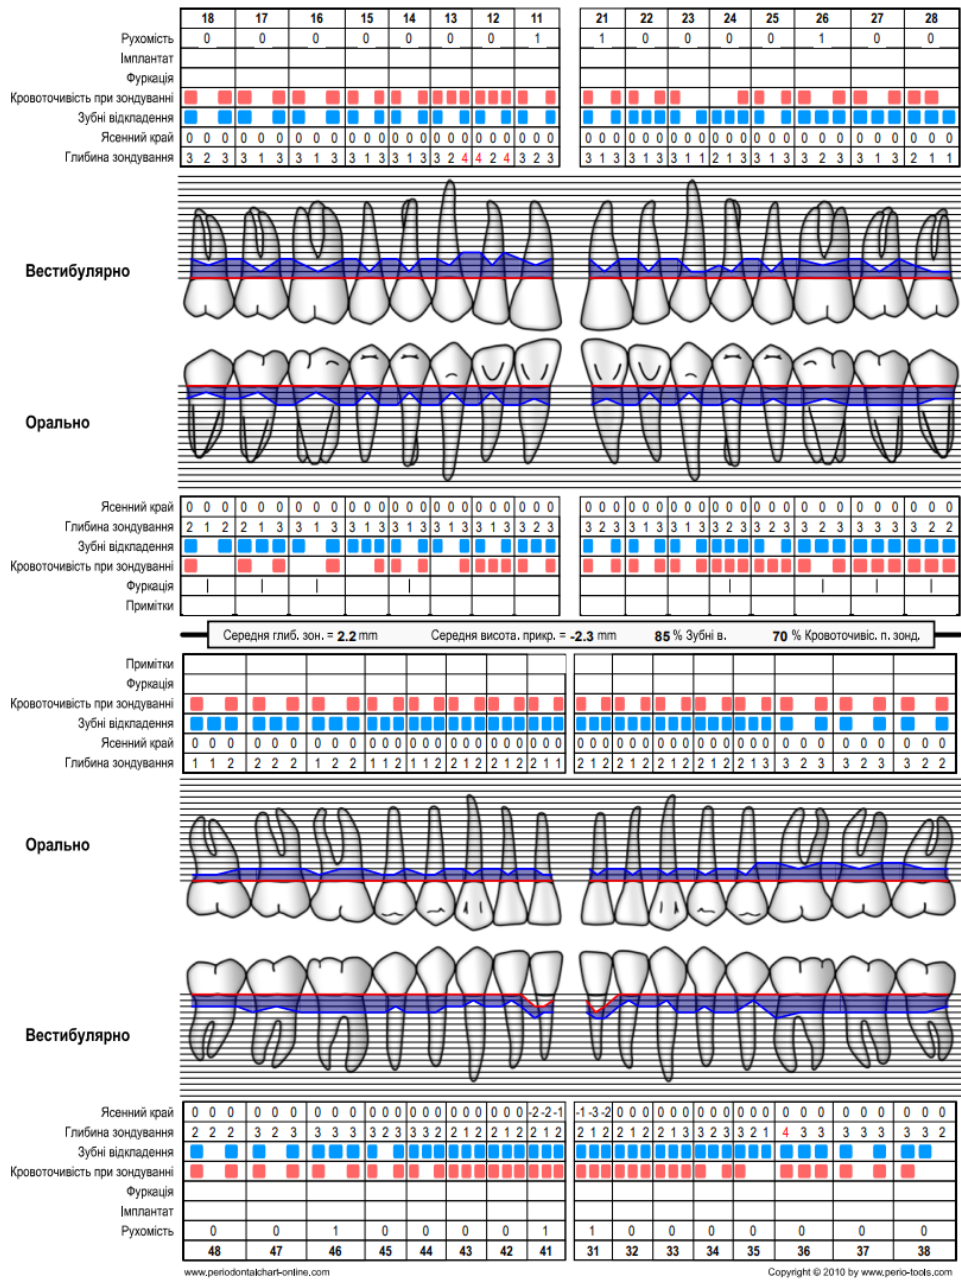 18 17 16 15 14 13 12 11 21 22 23 24 25 26 27 28
Рухомість 0 0 0 0 0 0 0 1 1 0 0 0 0 1 0 0
Імплантат
Фуркація
Кровоточивість при зондуванні
Зубні відкладення
Ясенний край 0 0 0 0 0 0 0 0 0 0 0 0 0 0 0 0 0 0 0 0 0 0 0 0 0 0 0 0 0 0 0 0 0 0 0 0 0 0 0 0 0 0 0 0 0 0 0 0
Глибина зондування 3 2 3 3 1 3 3 1 3 3 1 3 3 1 3 3 2 4 4 2 4 3 2 3 3 1 3 3 1 3 3 1 1 2 1 3 3 1 3 3 2 3 3 1 3 2 1 1
Вестибулярно
Орально
Ясенний край 0 0 0 0 0 0 0 0 0 0 0 0 0 0 0 0 0 0 0 0 0 0 0 0 0 0 0 0 0 0 0 0 0 0 0 0 0 0 0 0 0 0 0 0 0 0 0 0
Глибина зондування 2 1 2 2 1 3 3 1 3 3 1 3 3 1 3 3 1 3 3 1 3 3 2 3 3 2 3 3 1 3 3 1 3 3 2 3 3 2 3 3 2 3 3 3 3 3 2 2
Зубні відкладення
Кровоточивість при зондуванні
Фуркація
Примітки
Середня глиб. зон. = 2.2 mm Середня висота. прикр. = -2.3 mm 85 % Зубні в. 70 % Кровоточивіс. п. зонд.
Примітки
Фуркація
Кровоточивість при зондуванні
Зубні відкладення
Ясенний край 0 0 0 0 0 0 0 0 0 0 0 0 0 0 0 0 0 0 0 0 0 0 0 0 0 0 0 0 0 0 0 0 0 0 0 0 0 0 0 0 0 0 0 0 0 0 0 0
Глибина зондування 1 1 2 2 2 2 1 2 2 1 1 2 2 1 1 2 1 2 2 1 2 2 1 1 2 1 2 2 1 2 2 1 2 2 1 2 2 1 3 3 2 3 3 2 3 3 2 2
Орально
Вестибулярно
Ясенний край 0 0 0 0 0 0 0 0 0 0 0 0 0 0 0 0 0 0 0 0 0 -2 -2 -1 -1 -3 -2 0 0 0 0 0 0 0 0 0 0 0 0 0 0 0 0 0 0 0 0 0
Глибина зондування 2 2 2 3 2 3 3 3 3 3 2 3 3 3 2 2 1 2 2 1 2 2 1 2 2 1 2 2 1 2 2 1 3 3 2 3 3 2 1 4 3 3 3 3 3 3 3 2
Зубні відкладення
Кровоточивість при зондуванні
Фуркація
Імплантат
Рухомість 0 0 1 0 0 0 0 1 1 0 0 0 0 0 0 0
48 47 46 45 44 43 42 41 31 32 33 34 35 36 37 38
www.periodontalchart-online.com Copyright © 2010 by www.perio-tools.com